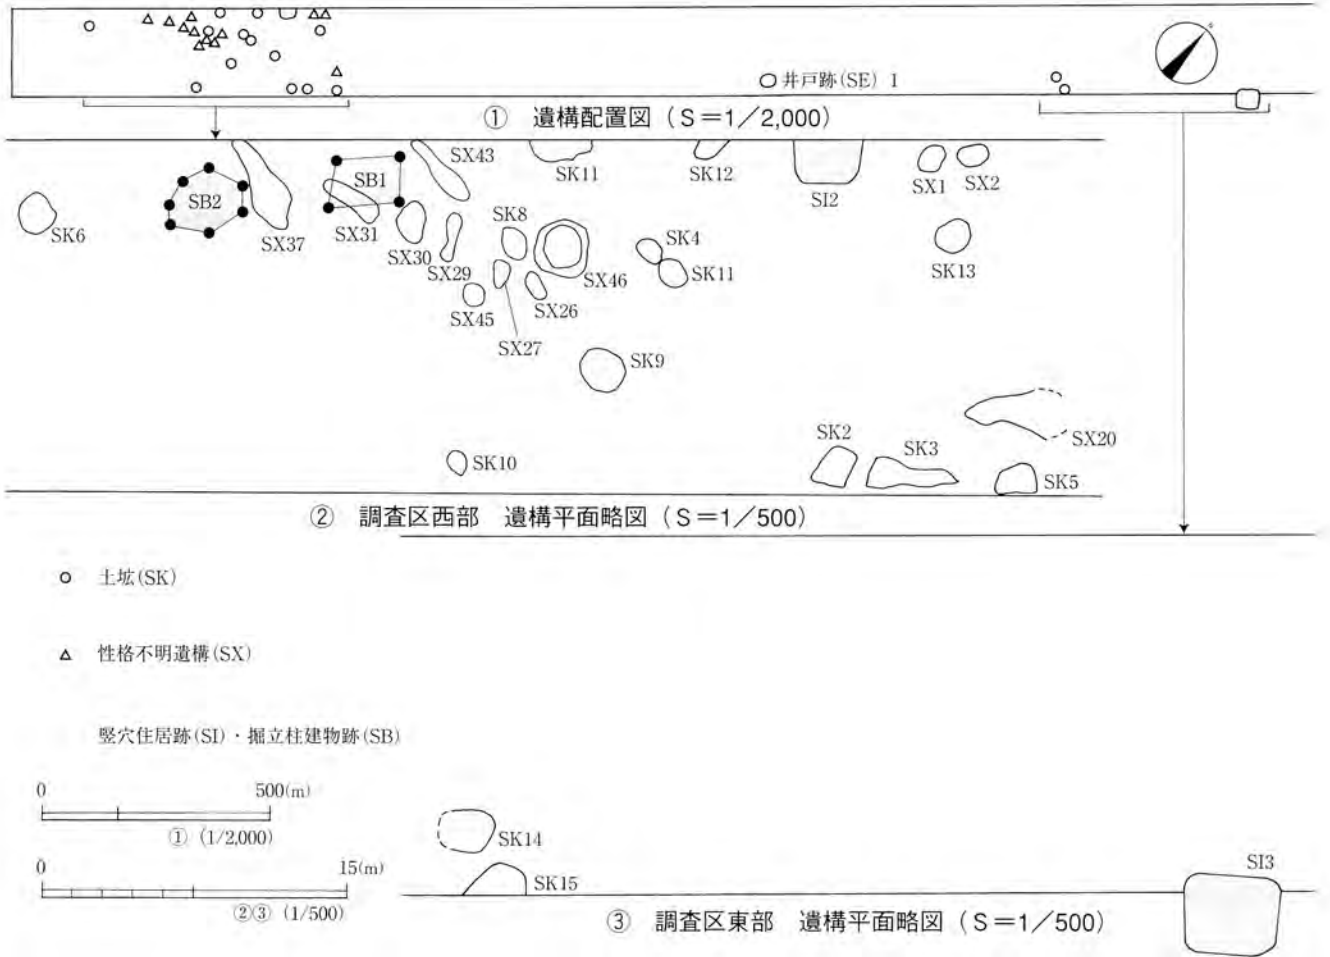 井戸跡(SE) 1
① 遺構配置図 (S=1/2,000)
SK6
SB2
SX37
SB1
SX31
SX43
SX30
SX29
SK11
SK8
SX46
SX45
SX27
SX26
SK12
SK4
SK11
SI2
SX1
SX2
SK13
SK9
SX20
SK10
SK2
SK3
SK5
② 調査区西部 遺構平面略図 (S=1/500)
土坑(SK)
性格不明遺構(SX)
竪穴住居跡(SI)・掘立柱建物跡(SB)
0 500(m)
① (1/2,000)
0 15(m)
②③ (1/500)
SK14
SK15
SI3
③ 調査区東部 遺構平面略図 (S=1/500)